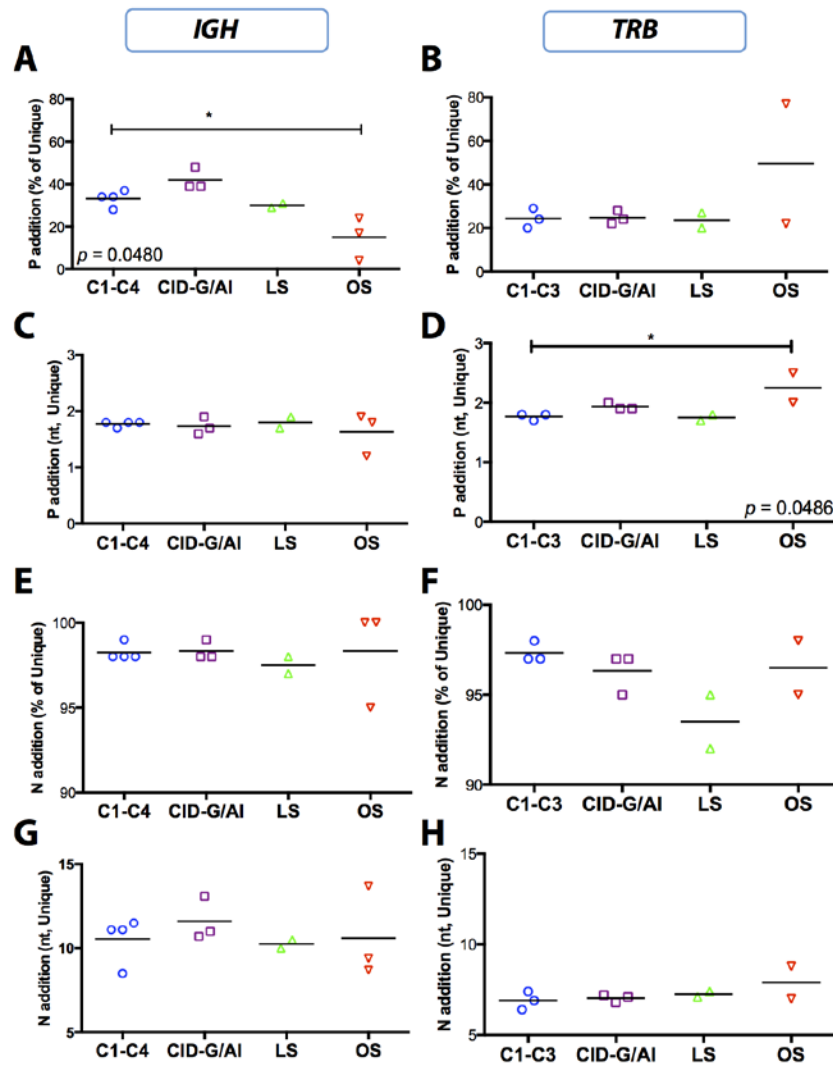 IGH
TRB
A
P addition (% of Unique)
80
60
40
20
0
*
p = 0.0480
C1-C4 CID-G/AI LS OS
B
P addition (% of Unique)
80
60
40
20
0
C1-C3 CID-G/AI LS OS
C
P addition (nt, Unique)
3
2
1
0
C1-C4 CID-G/AI LS OS
D
P addition (nt, Unique)
3
2
1
0
*
p = 0.0486
C1-C3 CID-G/AI LS OS
E
N addition (% of Unique)
100
95
90
C1-C4 CID-G/AI LS OS
F
N addition (% of Unique)
100
95
90
C1-C3 CID-G/AI LS OS
G
N addition (nt, Unique)
15
10
5
C1-C4 CID-G/AI LS OS
H
N addition (nt, Unique)
15
10
5
C1-C3 CID-G/AI LS OS